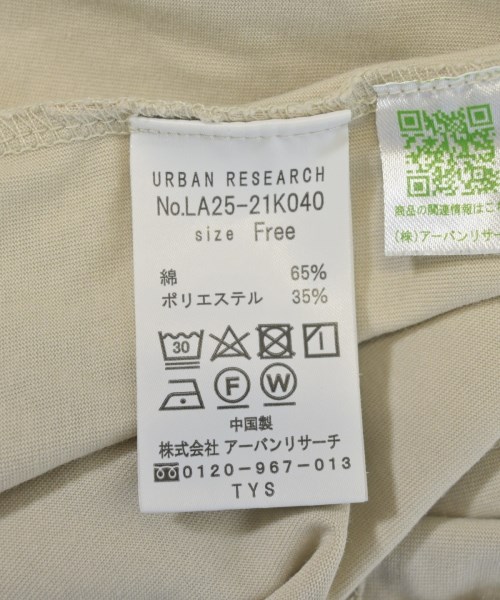 URBAN RESEARCH
No.LA25-21K040
size Free
綿 65%
ポリエステル 35%
30
F W
中国製
株式会社 アーバンリサーチ
0120-967-013
TYS
商品の関連情報はこ
(株)アーバンリサー